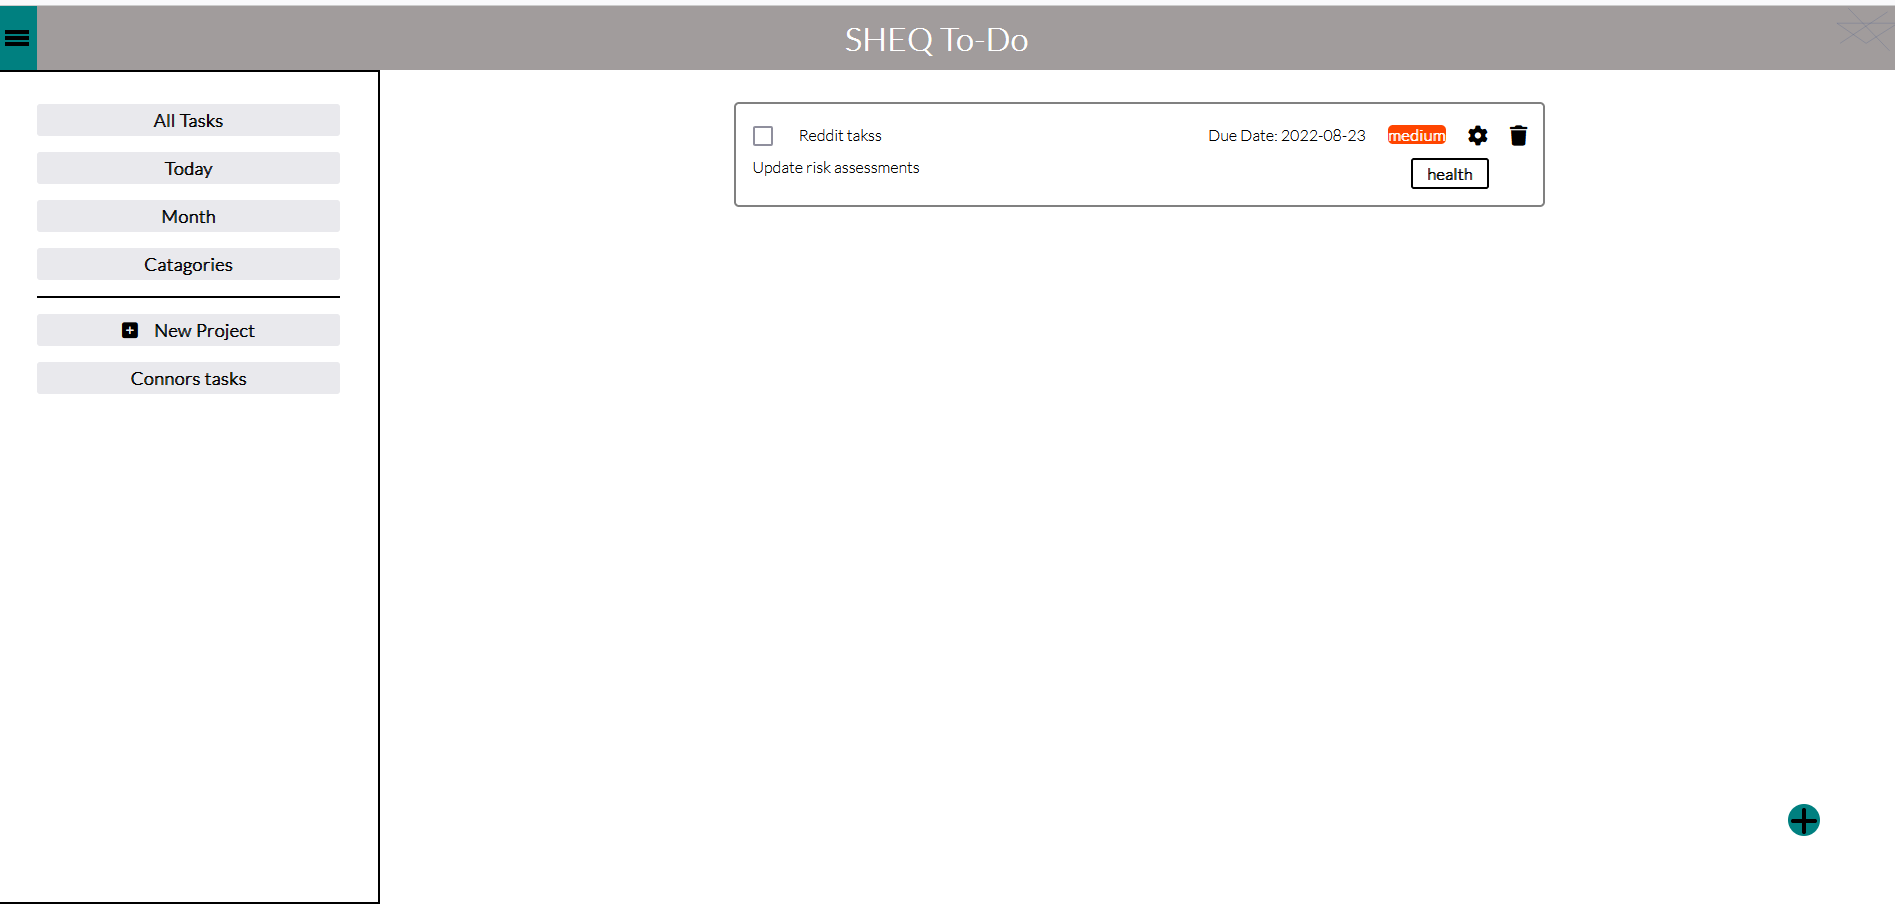 SHEQ To-Do
All Tasks
Today
Month
Catagories
New Project
Connors tasks
Reddit takss
Due Date: 2022-08-23
medium
Update risk assessments
health